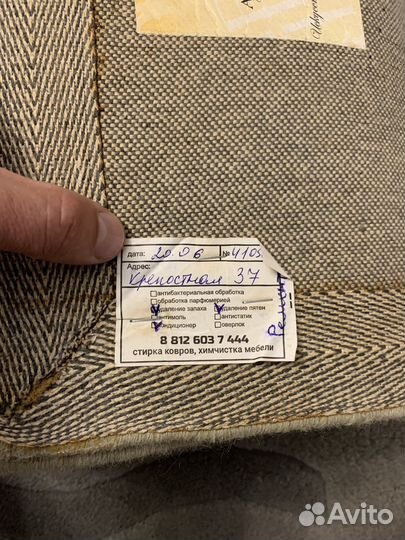 дата: 20.06 № 4105
Адрес:
Крепостная 37
антибактериальная обработка
обработка парфюмерией
удаление запаха удаление пятен
антимоль антистатик
кондиционер оверлок
Ремонт
8 812 603 7 444
стирка ковров, химчистка мебели
Avito